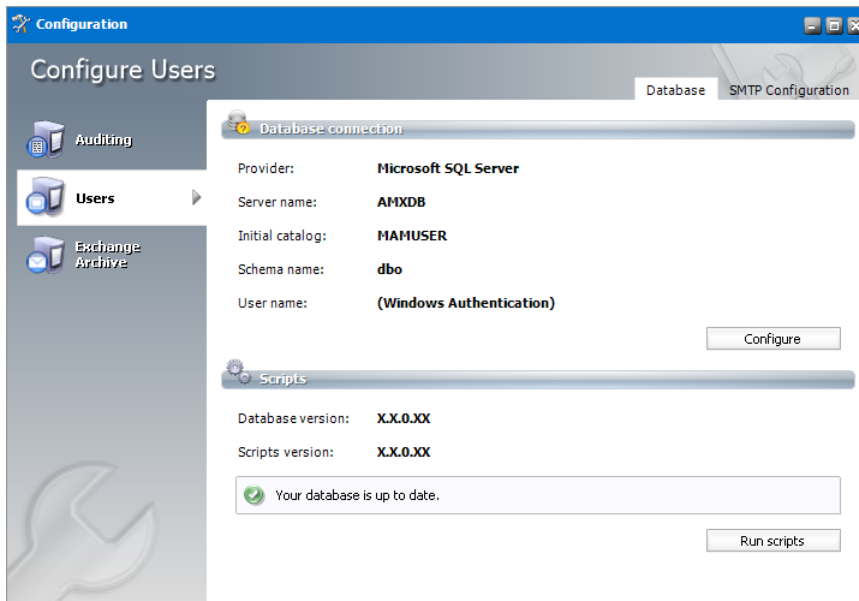 Configuration
Configure Users
Database
SMTP Configuration
Auditing
Users
Exchange
Archive
Database connection
Provider: Microsoft SQL Server
Server name: AMXDB
Initial catalog: MAMUSER
Schema name: dbo
User name: (Windows Authentication)
Configure
Scripts
Database version: X.X.0.XX
Scripts version: X.X.0.XX
Your database is up to date.
Run scripts